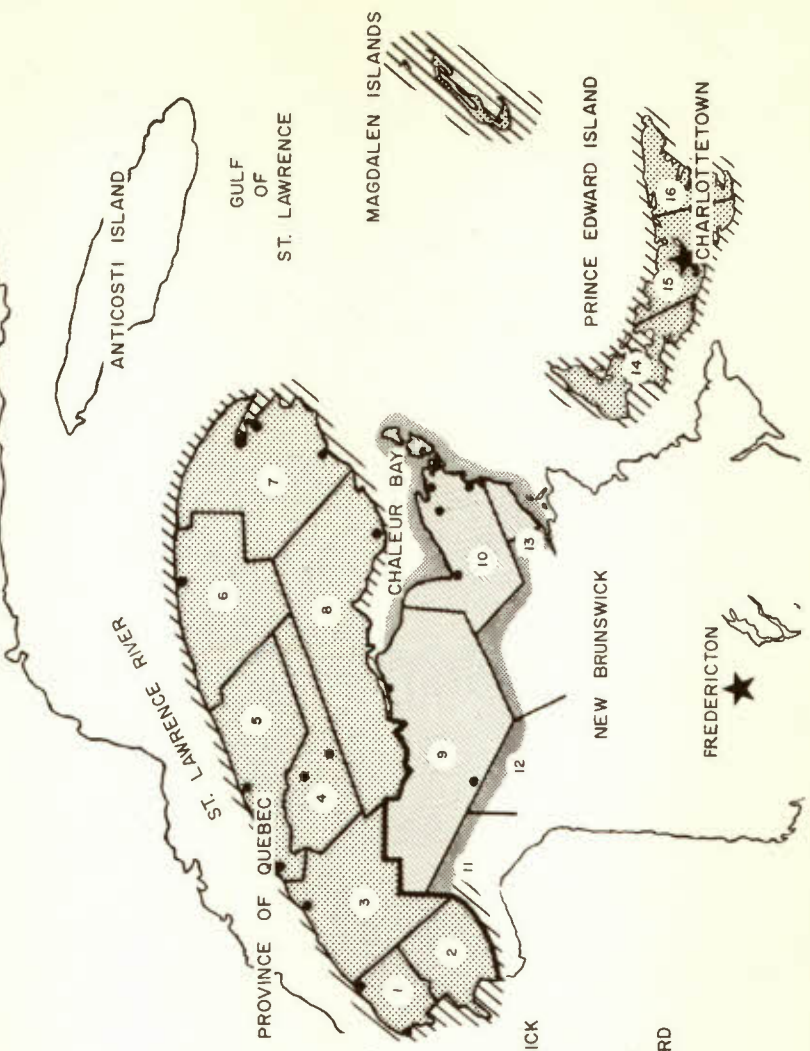 ANTICOSTI ISLAND
GULF
OF
ST. LAWRENCE
MAGDALEN ISLANDS
ST. LAWRENCE RIVER
PROVINCE OF QUEBEC
CHALEUR BAY
PRINCE EDWARD ISLAND
CHARLOTTETOWN
NEW BRUNSWICK
FREDERICTON
1
2
3
4
5
6
7
8
9
10
11
12
13
14
15
16
ICK
RD